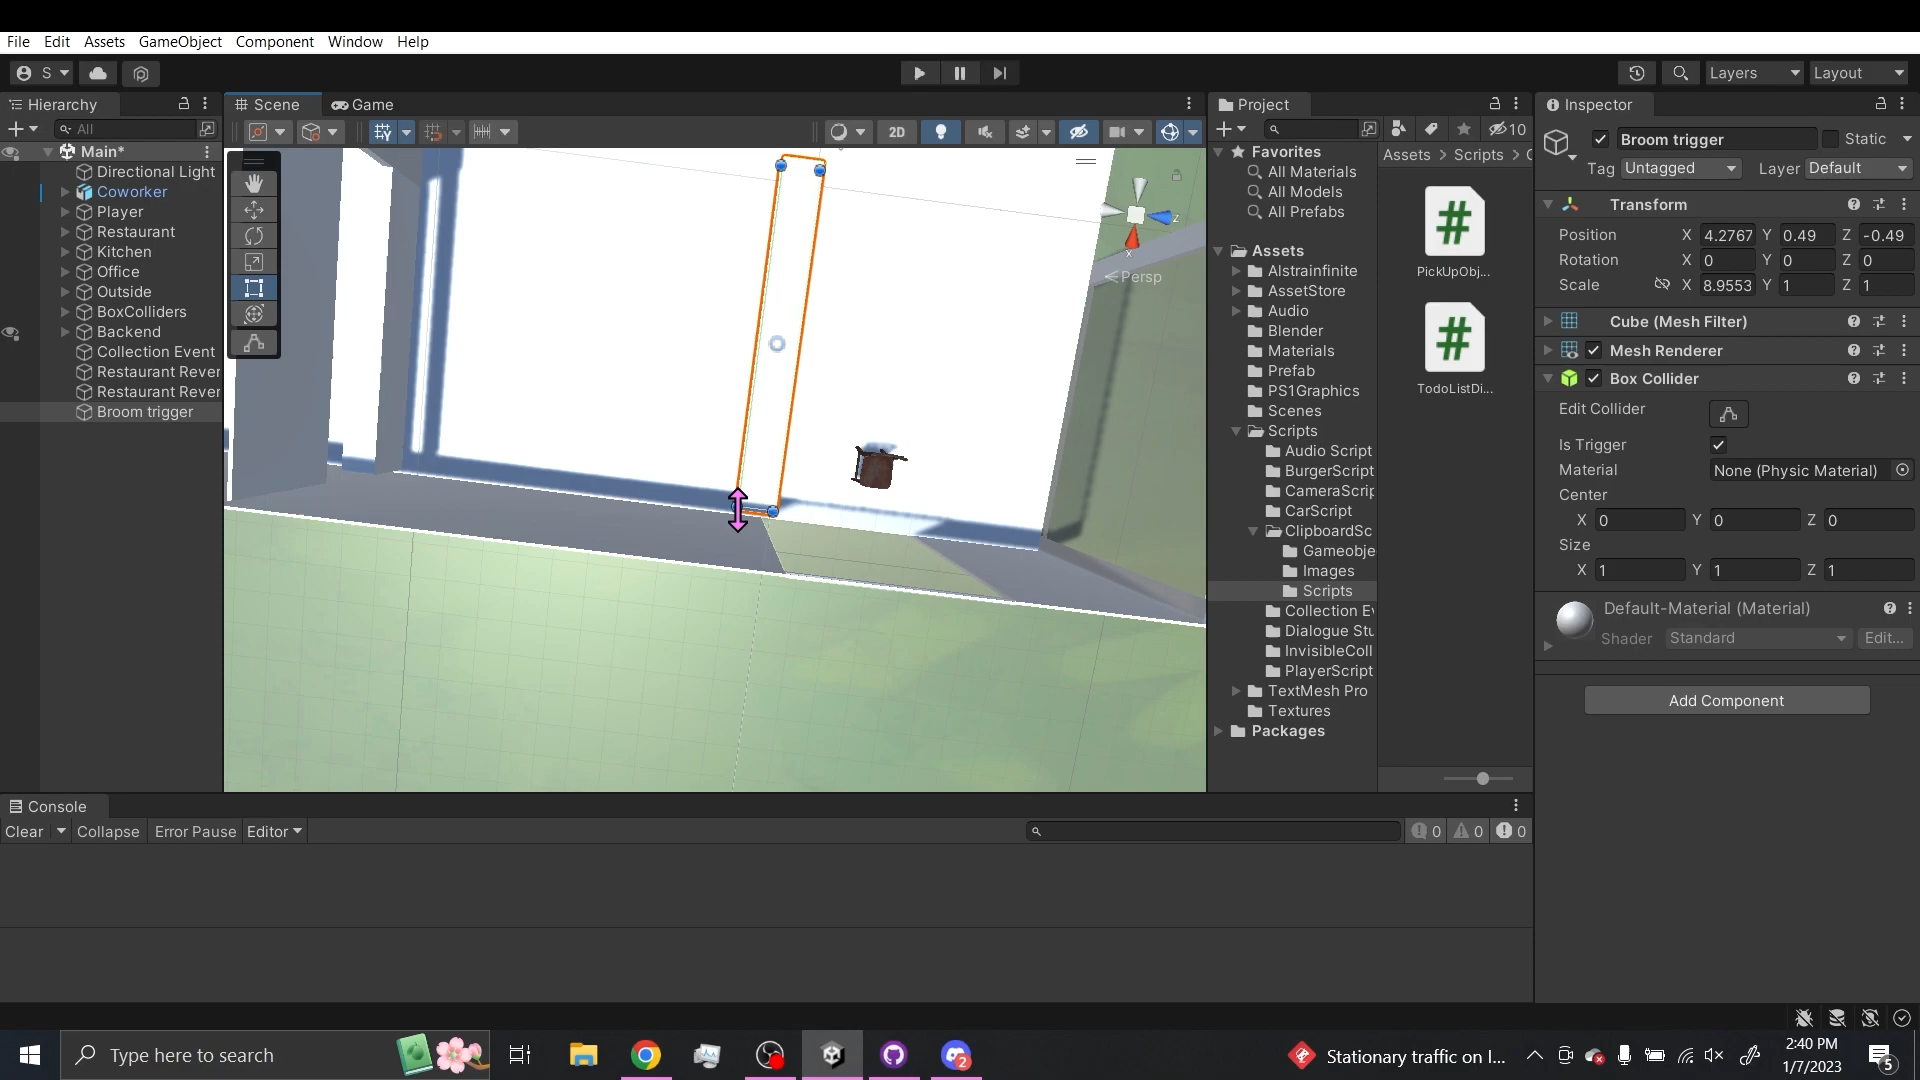 File Edit Assets GameObject Component Window Help
S Layers Layout
Hierarchy Scene Game Project Inspector
All 2D 10 Broom trigger Static
Main* Favorites Assets > Scripts > C
Directional Light All Materials Tag Untagged Layer Default
Coworker All Models
Player All Prefabs Transform
Restaurant z Position X 4.2767 Y 0.49 Z -0.49
Kitchen x Assets Rotation X 0 Y 0 Z 0
Office Persp Alstrainfinite PickUpObj...
Outside AssetStore Scale X 8.9553 Y 1 Z 1
BoxColliders Audio
Backend Blender Cube (Mesh Filter)
Collection Event Materials Mesh Renderer
Restaurant Rever Prefab
Restaurant Rever PS1Graphics TodoListDi... Box Collider
Broom trigger Scenes Edit Collider
Scripts
Audio Script Is Trigger
BurgerScript Material None (Physic Material)
CameraScrip Center
CarScript X 0 Y 0 Z 0
ClipboardSc Size
Gameobje
Images X 1 Y 1 Z 1
Scripts
Collection Ev Default-Material (Material)
Dialogue Stu Shader Standard Edit...
InvisibleColl
PlayerScript
TextMesh Pro Add Component
Textures
Packages
Console
Clear Collapse Error Pause Editor 0 0 0
Type here to search 2 Stationary traffic on I... 2:40 PM
1/7/2023 5